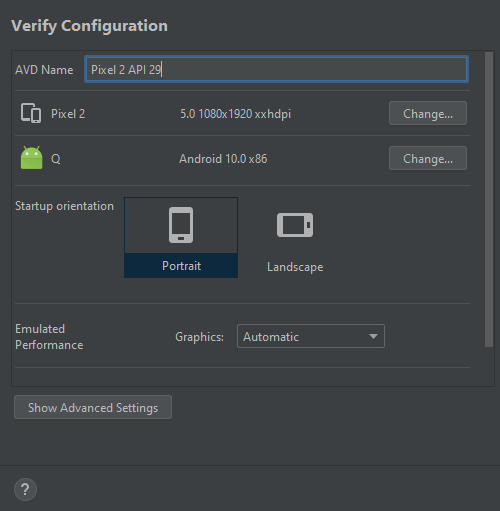 Verify Configuration
AVD Name Pixel 2 API 29
Pixel 2 5.0 1080x1920 xxhdpi Change...
Q Android 10.0 x86 Change...
Startup orientation
Portrait Landscape
Emulated
Performance Graphics: Automatic
Show Advanced Settings
?